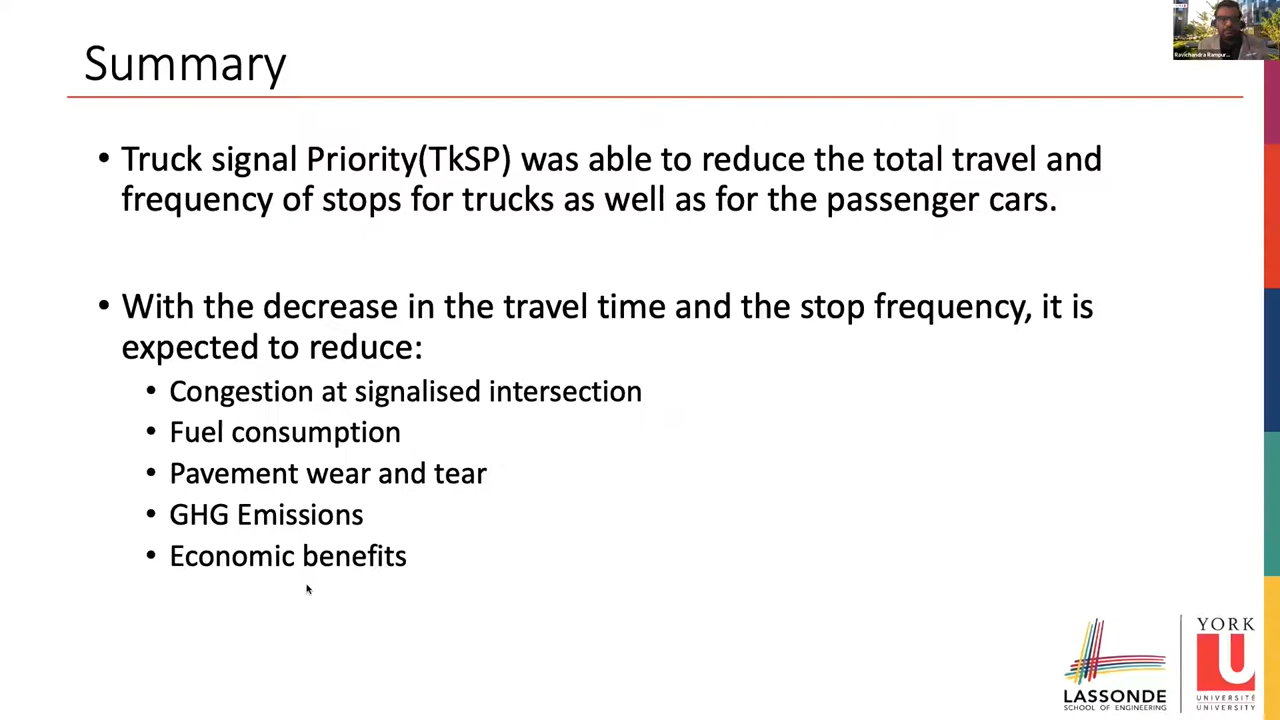 Summary
• Truck signal Priority(TkSP) was able to reduce the total travel and
frequency of stops for trucks as well as for the passenger cars.
• With the decrease in the travel time and the stop frequency, it is
expected to reduce:
• Congestion at signalised intersection
• Fuel consumption
• Pavement wear and tear
• GHG Emissions
• Economic benefits
Ravichandra Rampur...
LASSONDE
SCHOOL OF ENGINEERING
YORK
U
UNIVERSITÉ
UNIVERSITY